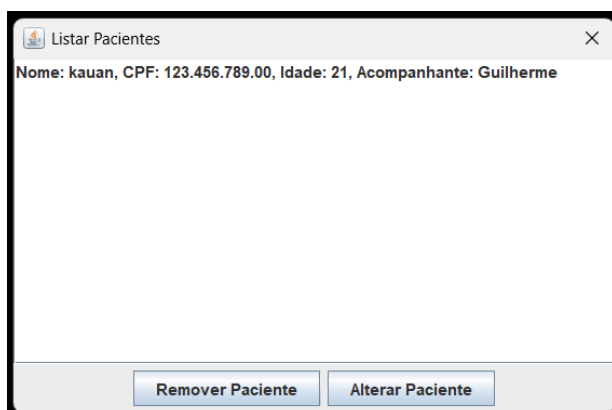 Listar Pacientes
Nome: kauan, CPF: 123.456.789.00, Idade: 21, Acompanhante: Guilherme
Remover Paciente
Alterar Paciente